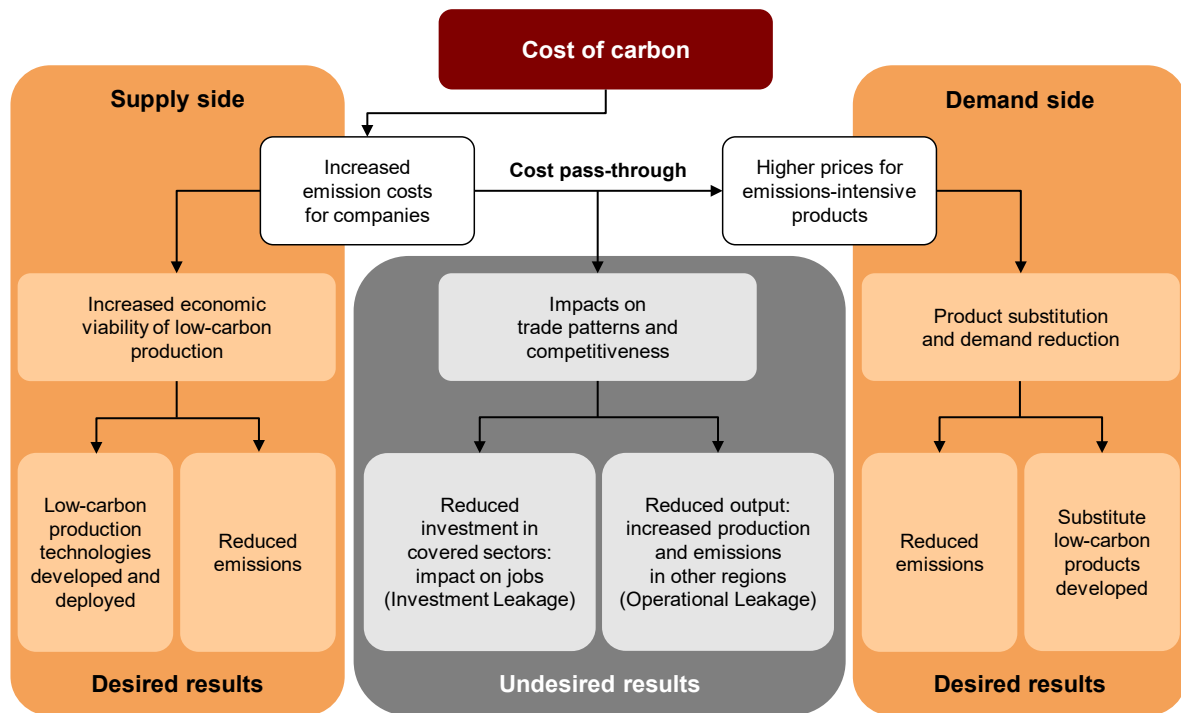 Cost of carbon
Supply side
Demand side
Increased
emission costs
for companies
Cost pass-through
Higher prices for
emissions-intensive
products
Increased economic
viability of low-carbon
production
Impacts on
trade patterns and
competitiveness
Product substitution
and demand reduction
Low-carbon
production
technologies
developed and
deployed
Reduced
emissions
Reduced
investment in
covered sectors:
impact on jobs
(Investment Leakage)
Reduced output:
increased production
and emissions
in other regions
(Operational Leakage)
Reduced
emissions
Substitute
low-carbon
products
developed
Desired results
Undesired results
Desired results